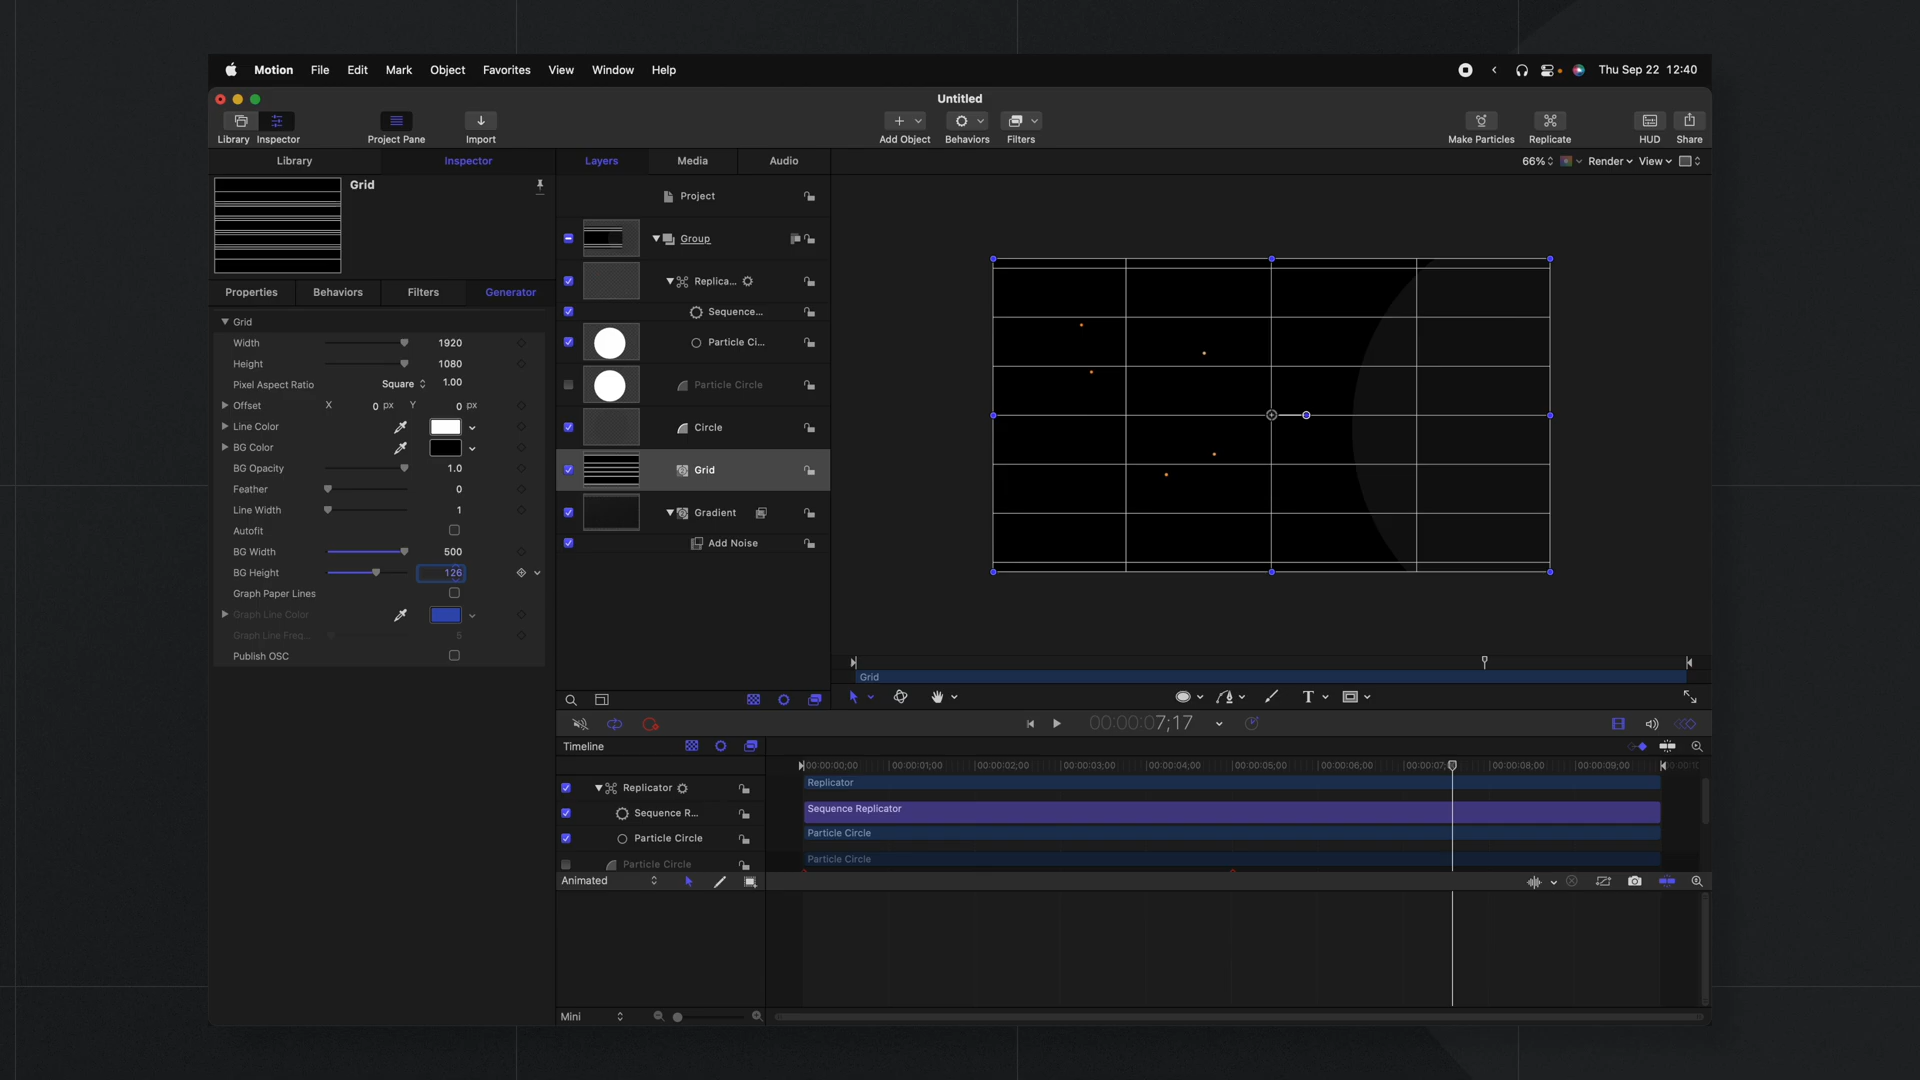 Motion File Edit Mark Object Favorites View Window Help
Thu Sep 22 12:40
Untitled
Library Inspector Project Pane Import Add Object Behaviors Filters Make Particles Replicate HUD Share
Library Inspector Layers Media Audio
66% Render View
Grid
Project
Group
Replica...
Sequence...
Particle Ci...
Particle Circle
Circle
Grid
Gradient
Add Noise
Properties Behaviors Filters Generator
Grid
Width 1920
Height 1080
Pixel Aspect Ratio Square 1.00
Offset X 0 px Y 0 px
Line Color
BG Color
BG Opacity 1.0
Feather 0
Line Width 1
Autofit
BG Width 500
BG Height 126
Graph Paper Lines
Graph Line Color
Graph Line Freq... 6
Publish OSC
Grid
T
00:00:07;17
Timeline
00:00:00;00 00:00:01;00 00:00:02;00 00:00:03;00 00:00:04;00 00:00:05;00 00:00:06;00 00:00:07; 00:00:08;00 00:00:09;00
Replicator Replicator
Sequence R... Sequence Replicator
Particle Circle Particle Circle
Particle Circle Particle Circle
Animated
Mini